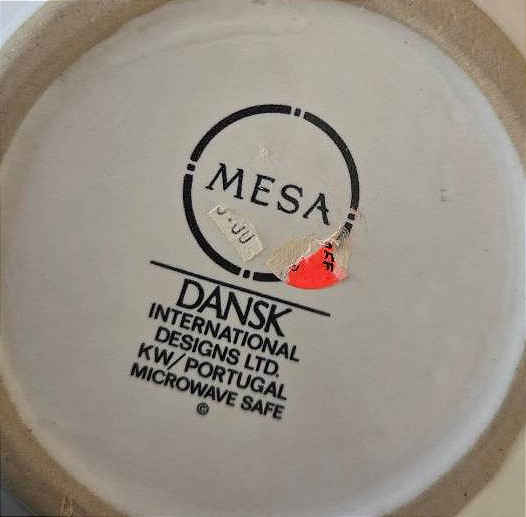 MESA
DANSK
INTERNATIONAL
DESIGNS LTD.
KW/PORTUGAL
MICROWAVE SAFE
©